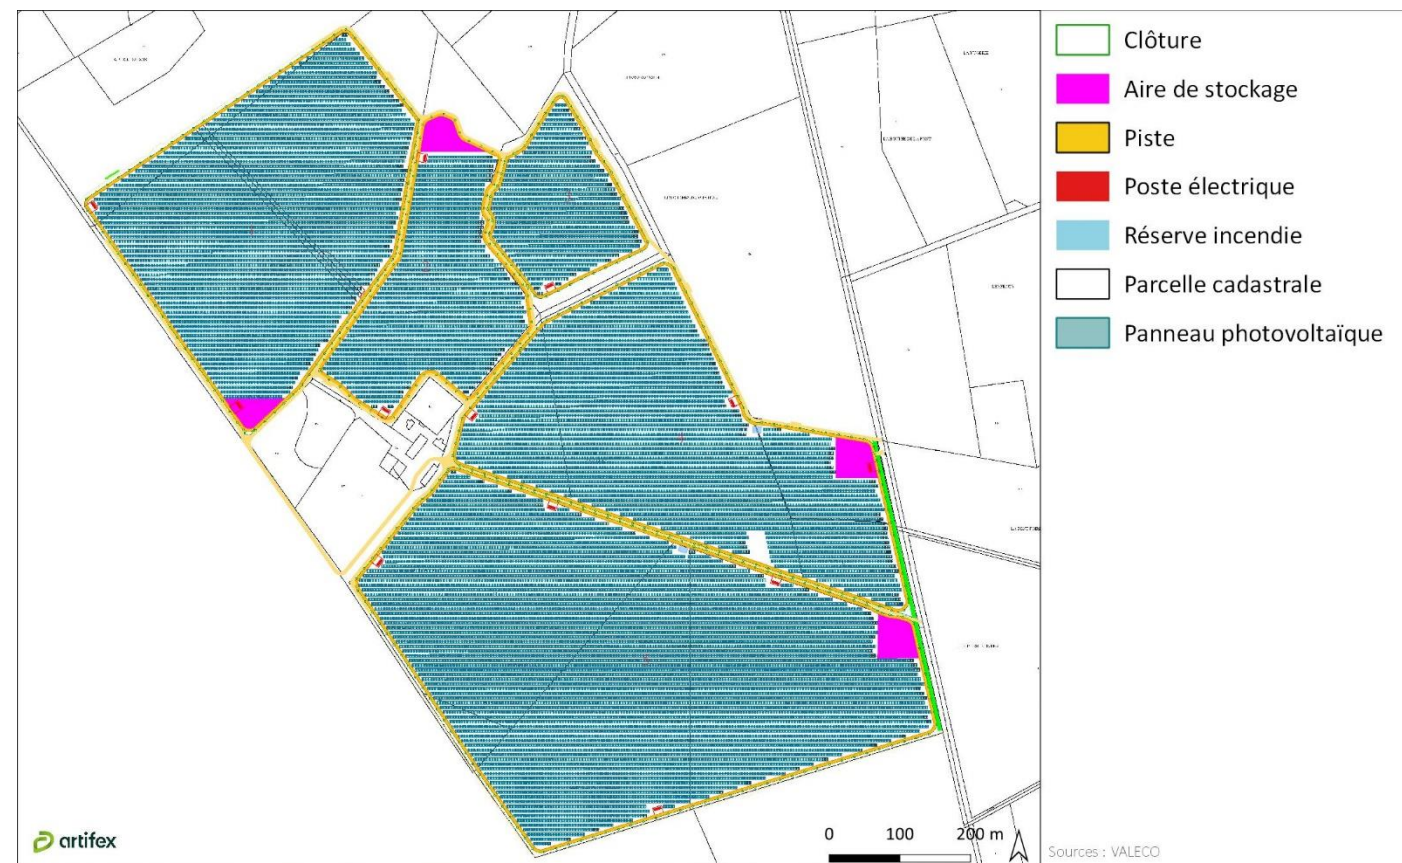 Clôture
Aire de stockage
Piste
Poste électrique
Réserve incendie
Parcelle cadastrale
Panneau photovoltaïque
artifex
0 100 200 m
Sources : VALECO